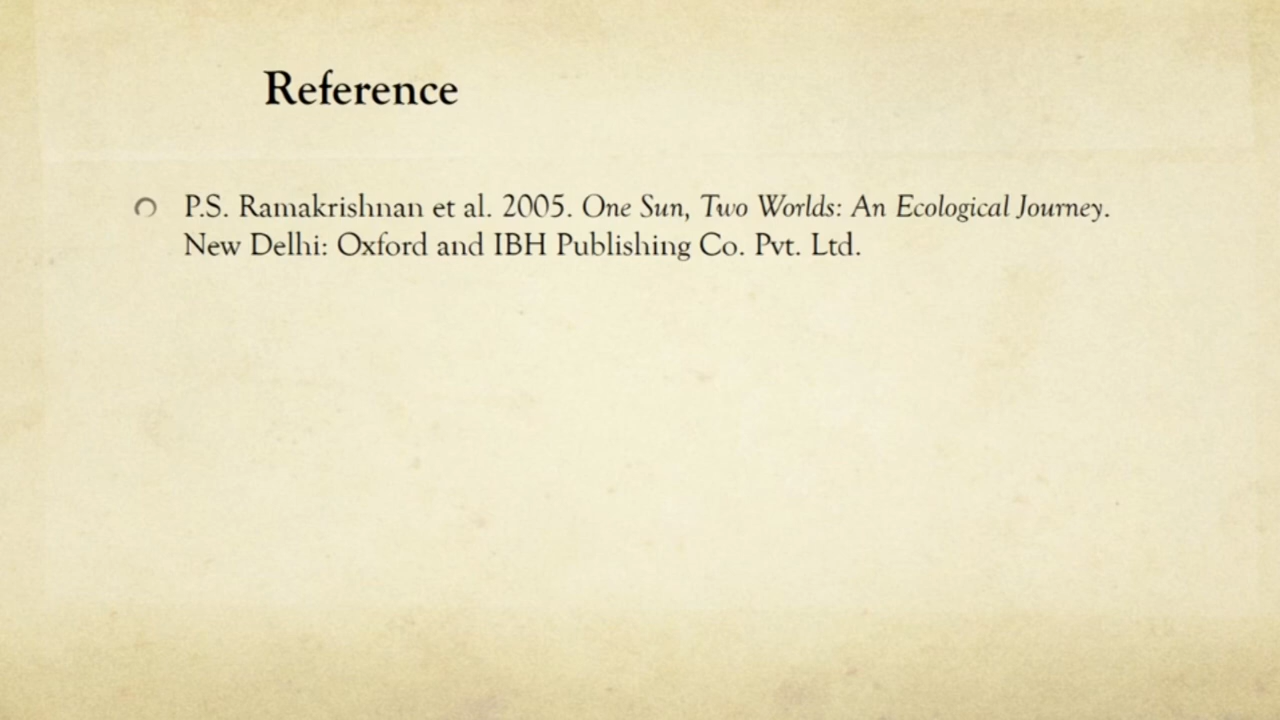 Reference
P.S. Ramakrishnan et al. 2005. One Sun, Two Worlds: An Ecological Journey.
New Delhi: Oxford and IBH Publishing Co. Pvt. Ltd.